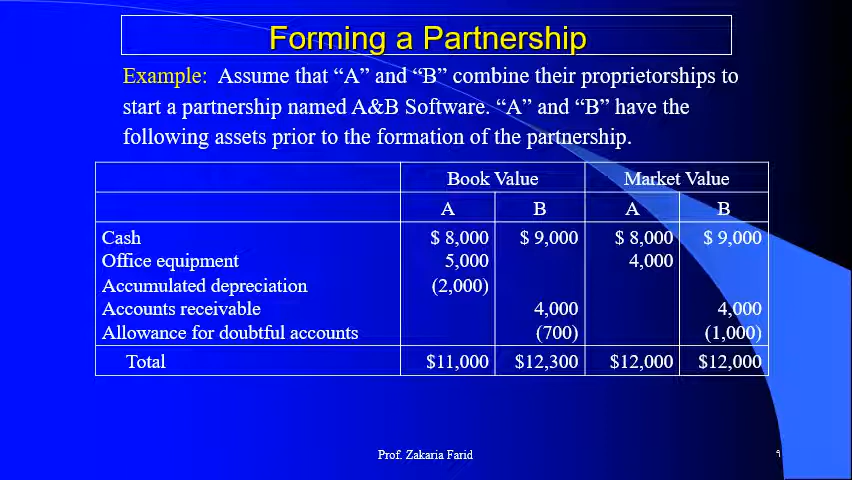 Forming a Partnership
Example: Assume that “A” and “B” combine their proprietorships to
start a partnership named A&B Software. “A” and “B” have the
following assets prior to the formation of the partnership.
Book Value Market Value
A B A B
Cash $ 8,000 $ 9,000 $ 8,000 $ 9,000
Office equipment 5,000 4,000
Accumulated depreciation (2,000)
Accounts receivable 4,000 4,000
Allowance for doubtful accounts (700) (1,000)
Total $11,000 $12,300 $12,000 $12,000
Prof. Zakaria Farid ٩